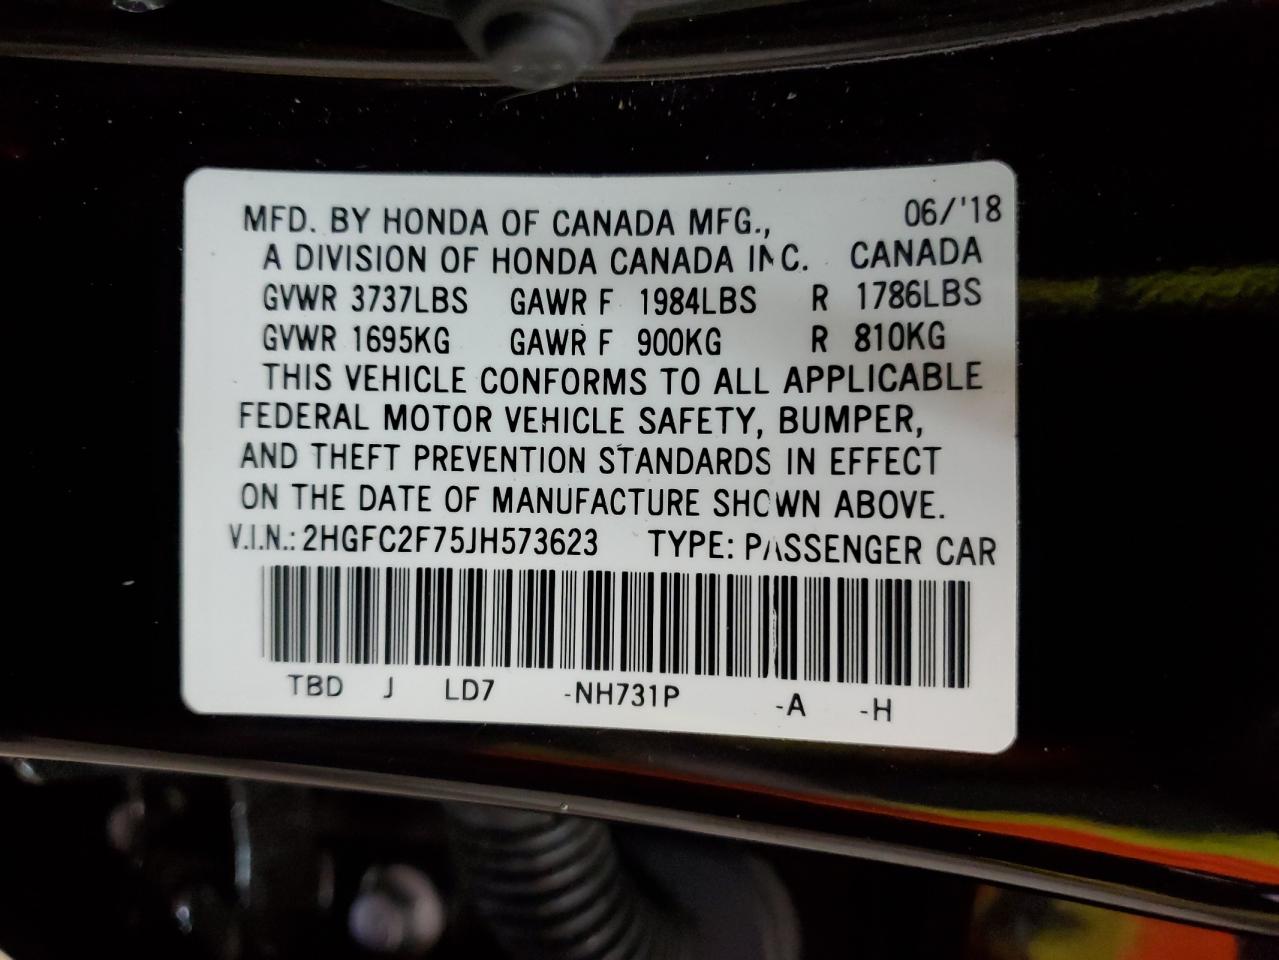 MFD. BY HONDA OF CANADA MFG., 06/'18
A DIVISION OF HONDA CANADA INC. CANADA
GVWR 3737LBS GAWR F 1984LBS R 1786LBS
GVWR 1695KG GAWR F 900KG R 810KG
THIS VEHICLE CONFORMS TO ALL APPLICABLE
FEDERAL MOTOR VEHICLE SAFETY, BUMPER,
AND THEFT PREVENTION STANDARDS IN EFFECT
ON THE DATE OF MANUFACTURE SHOWN ABOVE.
V.I.N.: 2HGFC2F75JH573623 TYPE: PASSENGER CAR
TBD J LD7 -NH731P -A -H